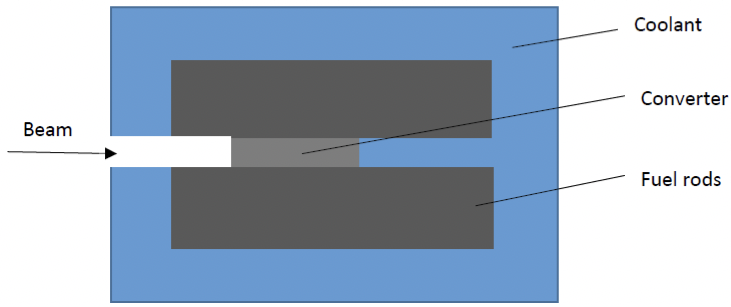 Coolant
Converter
Beam
Fuel rods